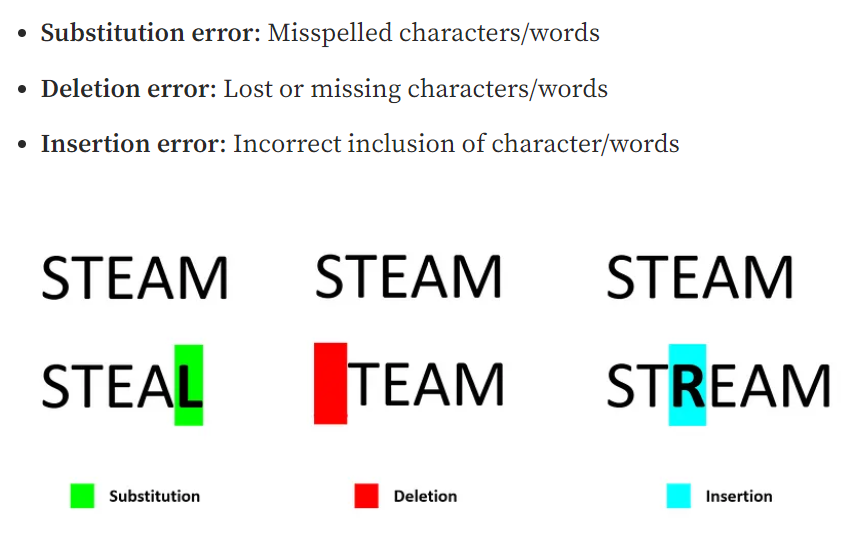 • Substitution error: Misspelled characters/words
• Deletion error: Lost or missing characters/words
• Insertion error: Incorrect inclusion of character/words
STEAM STEAM STEAM
STEAL TEAM STREAM
Substitution Deletion Insertion